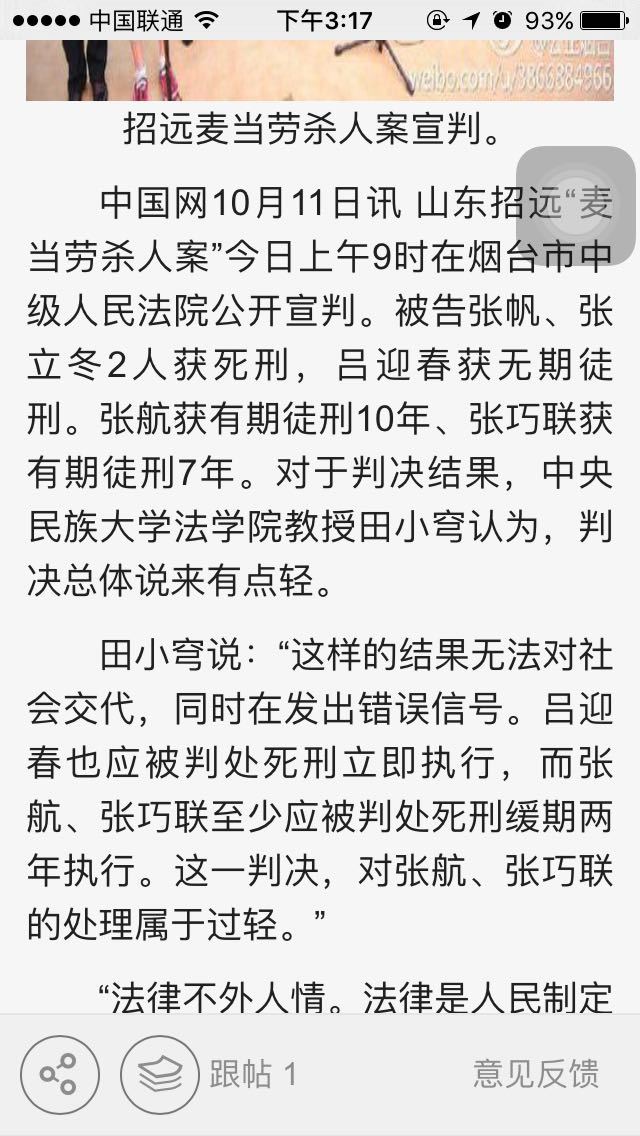 中国联通 下午3:17 93%
weibo.com/u/3866884966
招远麦当劳杀人案宣判。
中国网10月11日讯 山东招远“麦
当劳杀人案”今日上午9时在烟台市中
级人民法院公开宣判。被告张帆、张
立冬2人获死刑，吕迎春获无期徒
刑。张航获有期徒刑10年、张巧联获
有期徒刑7年。对于判决结果，中央
民族大学法学院教授田小穹认为，判
决总体说来有点轻。
田小穹说：“这样的结果无法对社
会交代，同时在发出错误信号。吕迎
春也应被判处死刑立即执行，而张
航、张巧联至少应被判处死刑缓期两
年执行。这一判决，对张航、张巧联
的处理属于过轻。”
“法律不外人情。法律是人民制定
跟帖 1 意见反馈